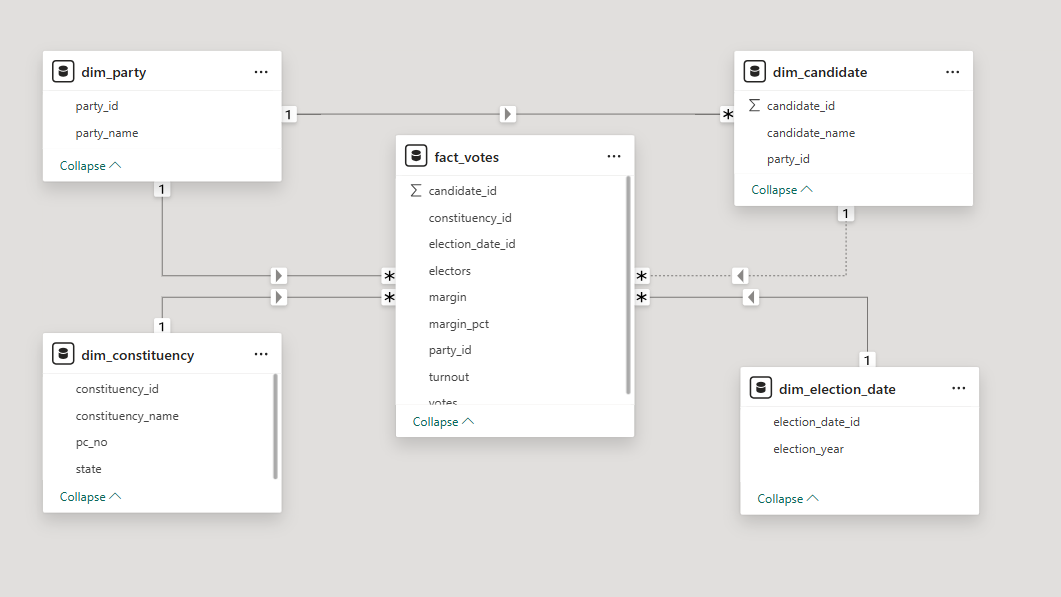 dim_party
party_id
party_name
Collapse
dim_candidate
Σ candidate_id
candidate_name
party_id
Collapse
1
*
fact_votes
Σ candidate_id
constituency_id
election_date_id
electors
margin
margin_pct
party_id
turnout
votes
Collapse
1
1
*
*
*
*
1
1
dim_constituency
constituency_id
constituency_name
pc_no
state
Collapse
dim_election_date
election_date_id
election_year
Collapse